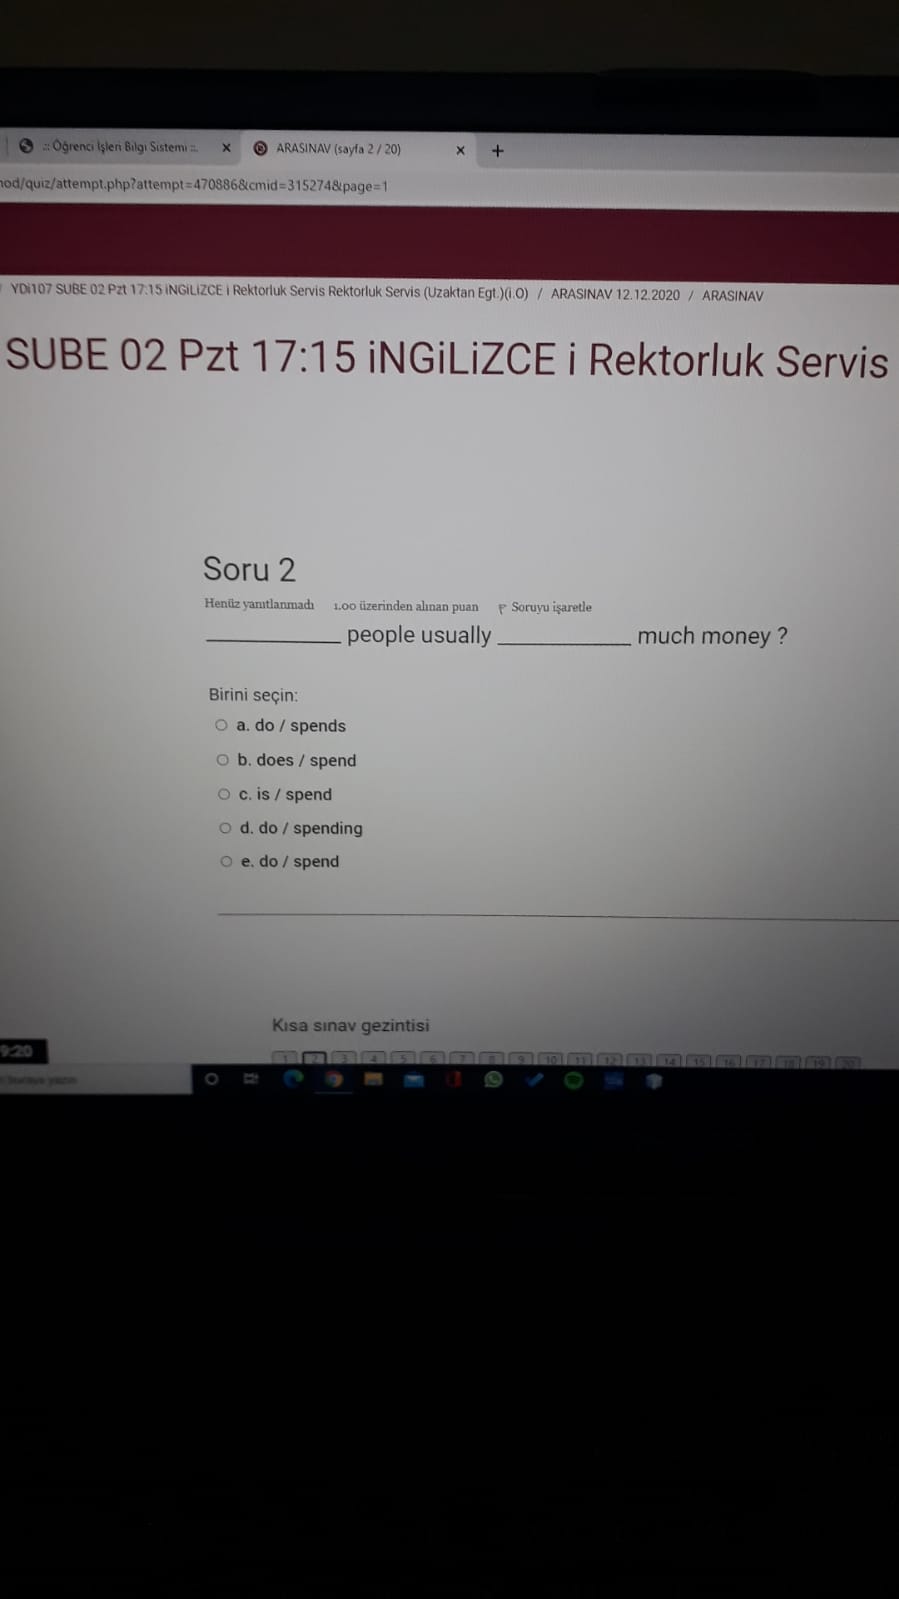 .:: Öğrenci İşleri Bilgi Sistemi ::.
ARASINAV (sayfa 2 / 20)
nod/quiz/attempt.php?attempt=470886&cmid=315274&page=1
YDİ107 SUBE 02 Pzt 17:15 iNGiLiZCE i Rektorluk Servis Rektorluk Servis (Uzaktan Egt.)(i.O) / ARASINAV 12.12.2020 / ARASINAV
SUBE 02 Pzt 17:15 iNGiLiZCE i Rektorluk Servis
Soru 2
Henüz yanıtlanmadı 1.00 üzerinden alınan puan Soruyu işaretle
____________ people usually ____________ much money ?
Birini seçin:
a. do / spends
b. does / spend
c. is / spend
d. do / spending
e. do / spend
Kısa sınav gezintisi
9:20
1 2 3 4 5 6 7 8 9 10 11 12 13 14 15 16 17 18 19 20
buraya yazın